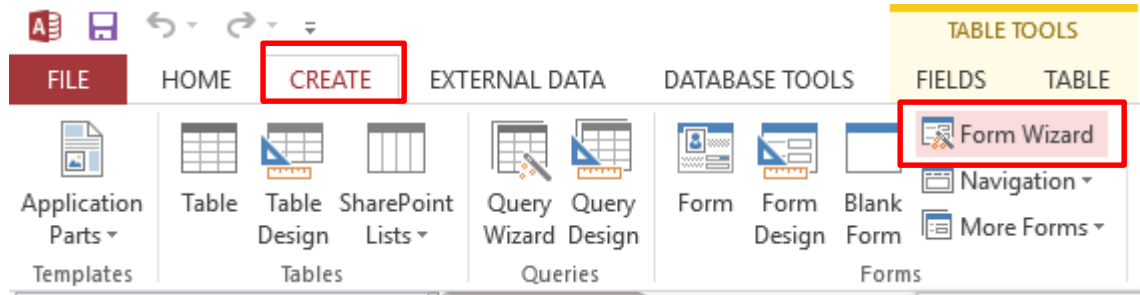 TABLE TOOLS
FILE HOME CREATE EXTERNAL DATA DATABASE TOOLS FIELDS TABLE
Application Parts
Table
Table Design
SharePoint Lists
Query Wizard
Query Design
Form
Form Design
Blank Form
Form Wizard
Navigation
More Forms
Templates Tables Queries Forms